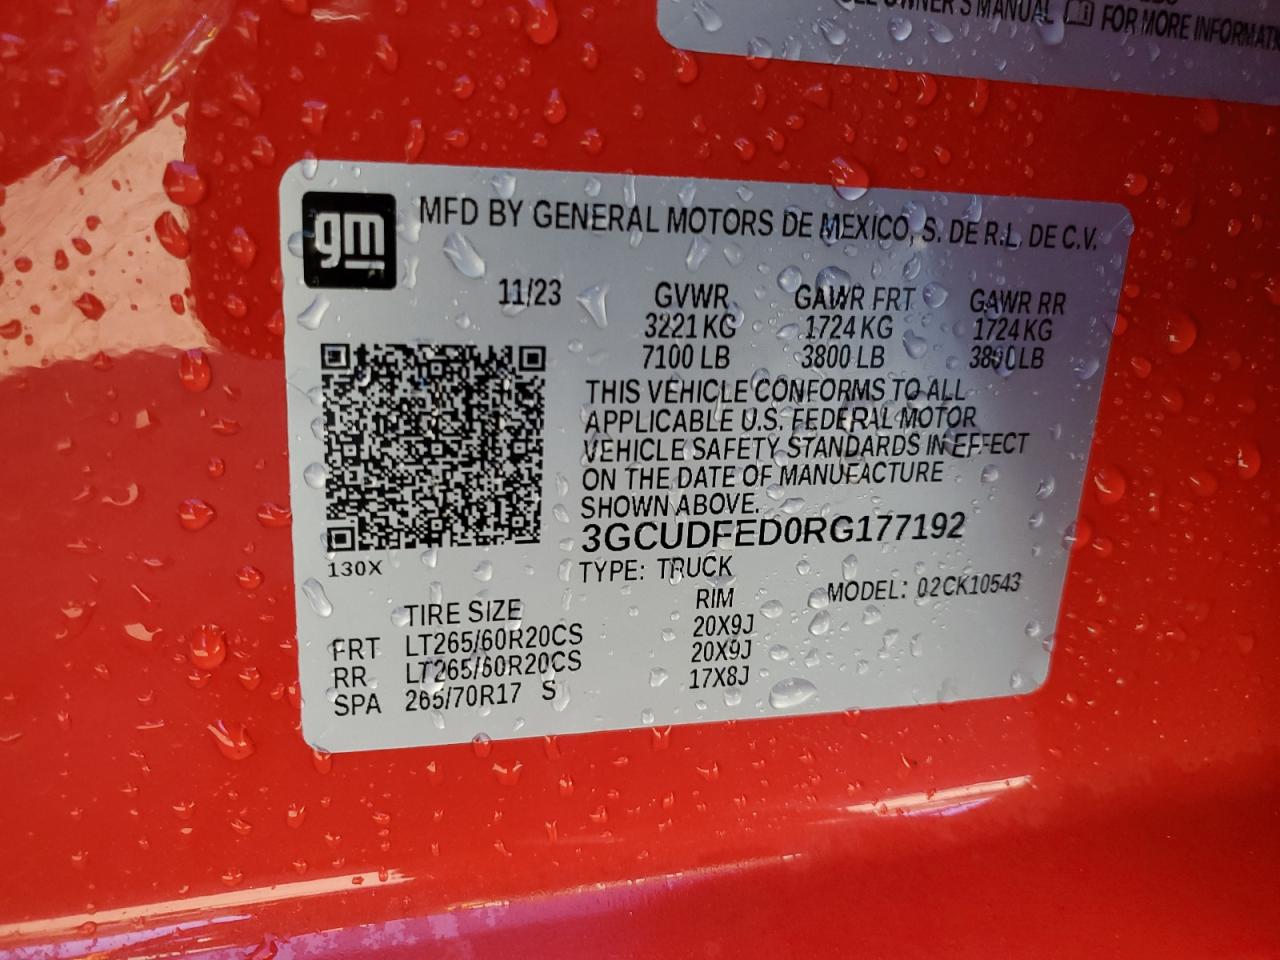 OWNER'S MANUAL FOR MORE INFORMATI
gm
MFD BY GENERAL MOTORS DE MEXICO, S. DE R.L. DE C.V.
11/23 GVWR GAWR FRT GAWR RR
3221 KG 1724 KG 1724 KG
7100 LB 3800 LB 3800 LB
THIS VEHICLE CONFORMS TO ALL
APPLICABLE U.S. FEDERAL MOTOR
VEHICLE SAFETY STANDARDS IN EFFECT
ON THE DATE OF MANUFACTURE
SHOWN ABOVE.
3GCUDFED0RG177192
130X
TYPE: TRUCK
MODEL: 02CK10543
TIRE SIZE RIM
FRT LT265/60R20CS 20X9J
RR LT265/60R20CS 20X9J
SPA 265/70R17 S 17X8J